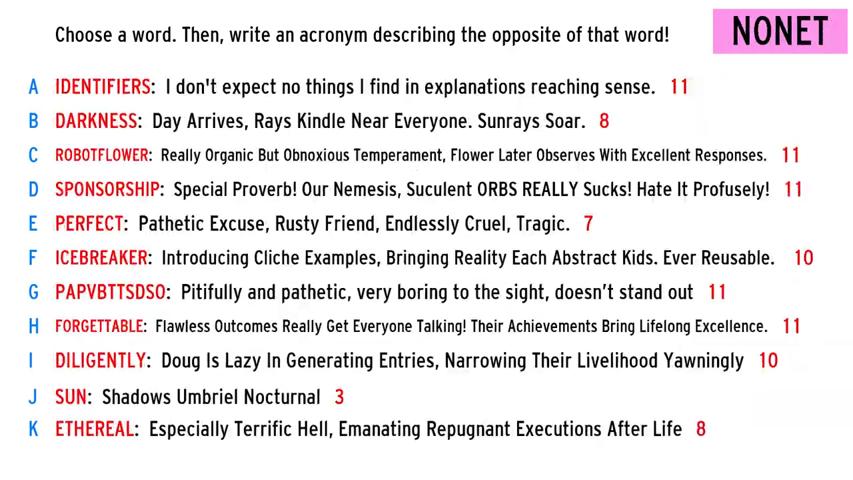 Choose a word. Then, write an acronym describing the opposite of that word!
NONET
A IDENTIFIERS: I don't expect no things I find in explanations reaching sense. 11
B DARKNESS: Day Arrives, Rays Kindle Near Everyone. Sunrays Soar. 8
C ROBOTFLOWER: Really Organic But Obnoxious Temperament, Flower Later Observes With Excellent Responses. 11
D SPONSORSHIP: Special Proverb! Our Nemesis, Suculent ORBS REALLY Sucks! Hate It Profusely! 11
E PERFECT: Pathetic Excuse, Rusty Friend, Endlessly Cruel, Tragic. 7
F ICEBREAKER: Introducing Cliche Examples, Bringing Reality Each Abstract Kids. Ever Reusable. 10
G PAPVBTTSDSO: Pitifully and pathetic, very boring to the sight, doesn’t stand out 11
H FORGETTABLE: Flawless Outcomes Really Get Everyone Talking! Their Achievements Bring Lifelong Excellence. 11
I DILIGENTLY: Doug Is Lazy In Generating Entries, Narrowing Their Livelihood Yawningly 10
J SUN: Shadows Umbriel Nocturnal 3
K ETHEREAL: Especially Terrific Hell, Emanating Repugnant Executions After Life 8